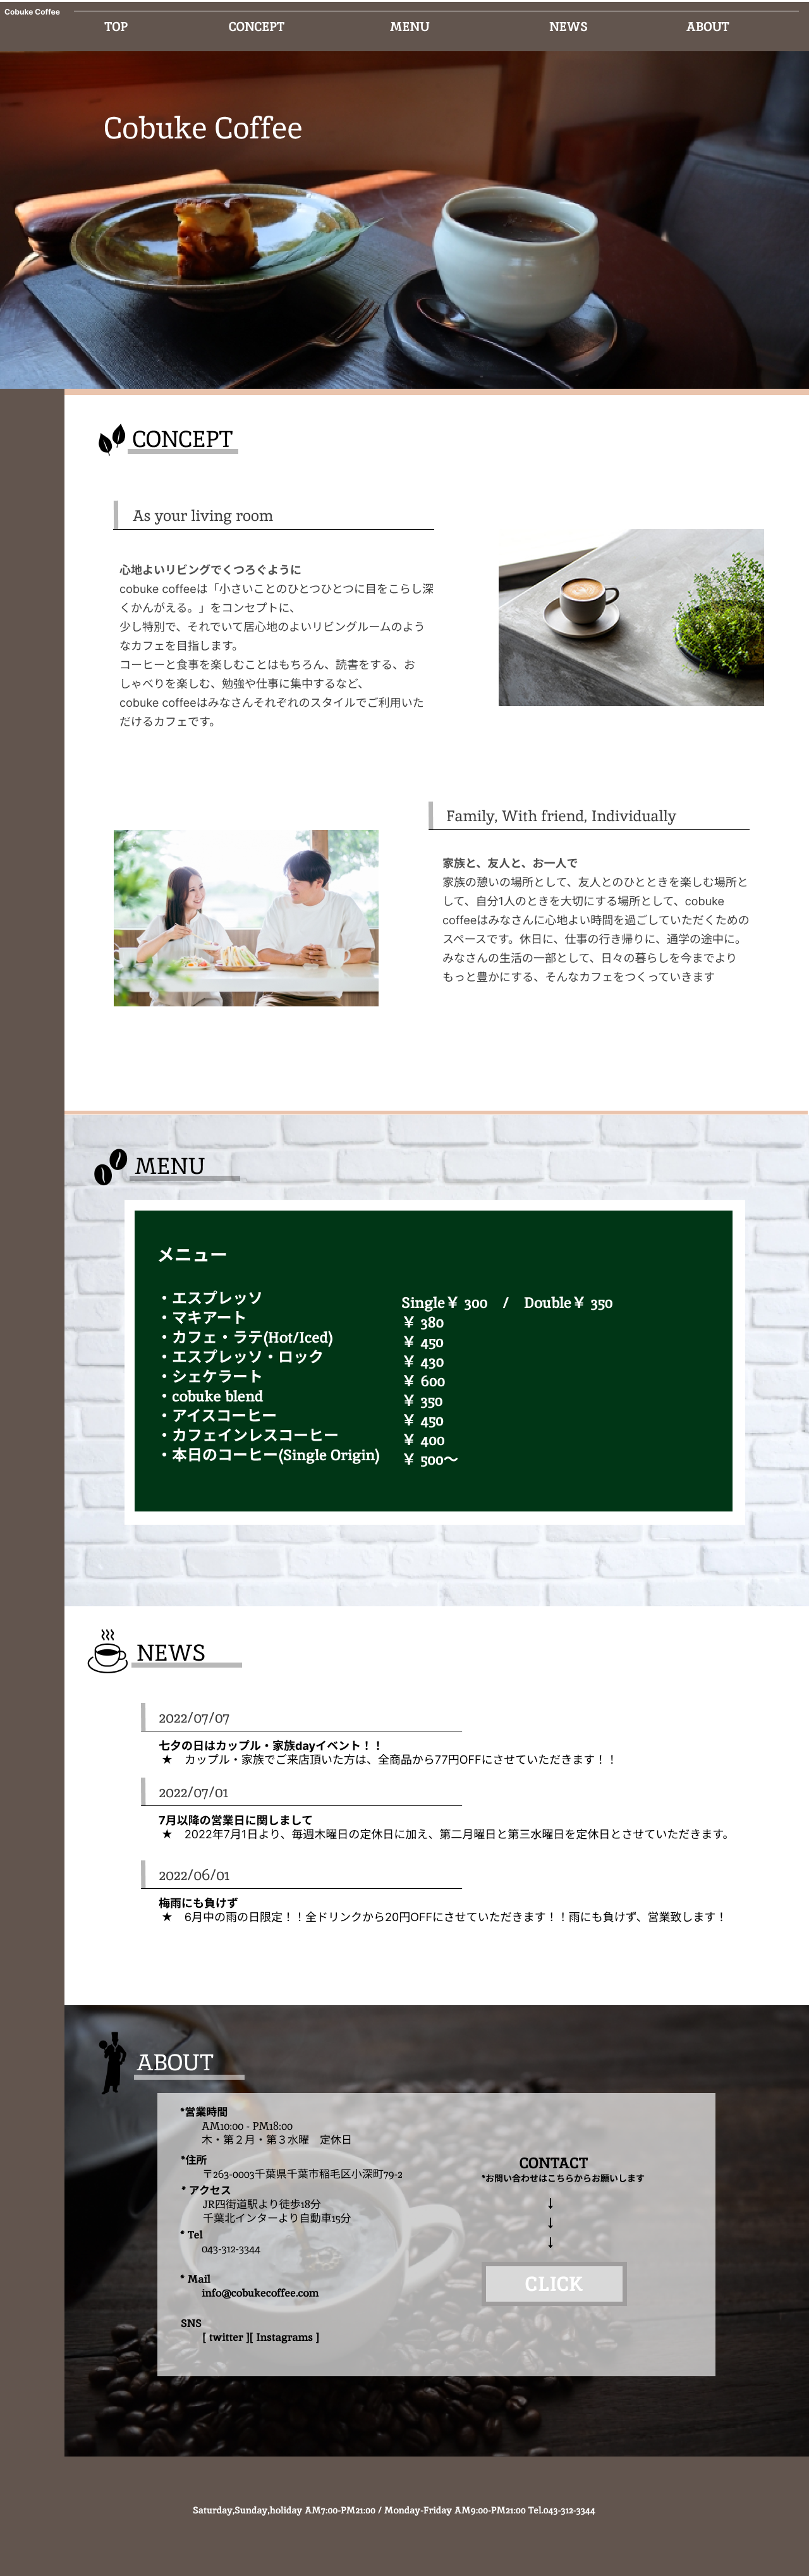 Cobuke Coffee
TOP CONCEPT MENU NEWS ABOUT
Cobuke Coffee
CONCEPT
As your living room
心地よいリビングでくつろぐように
cobuke coffeeは「小さいことのひとつひとつに目をこらし深
くかんがえる。」をコンセプトに、
少し特別で、それでいて居心地のよいリビングルームのよう
なカフェを目指します。
コーヒーと食事を楽しむことはもちろん、読書をする、お
しゃべりを楽しむ、勉強や仕事に集中するなど、
cobuke coffeeはみなさんそれぞれのスタイルでご利用いた
だけるカフェです。
Family, With friend, Individually
家族と、友人と、お一人で
家族の憩いの場所として、友人とのひとときを楽しむ場所と
して、自分1人のときを大切にする場所として、cobuke
coffeeはみなさんに心地よい時間を過ごしていただくための
スペースです。休日に、仕事の行き帰りに、通学の途中に。
みなさんの生活の一部として、日々の暮らしを今までより
もっと豊かにする、そんなカフェをつくっていきます
MENU
メニュー
・エスプレッソ Single¥ 300 / Double¥ 350
・マキアート ¥ 380
・カフェ・ラテ(Hot/Iced) ¥ 450
・エスプレッソ・ロック ¥ 430
・シェケラート ¥ 600
・cobuke blend ¥ 350
・アイスコーヒー ¥ 450
・カフェインレスコーヒー ¥ 400
・本日のコーヒー(Single Origin) ¥ 500〜
NEWS
2022/07/07
七夕の日はカップル・家族dayイベント！！
★ カップル・家族でご来店頂いた方は、全商品から77円OFFにさせていただきます！！
2022/07/01
7月以降の営業日に関しまして
★ 2022年7月1日より、毎週木曜日の定休日に加え、第二月曜日と第三水曜日を定休日とさせていただきます。
2022/06/01
梅雨にも負けず
★ 6月中の雨の日限定！！全ドリンクから20円OFFにさせていただきます！！雨にも負けず、営業致します！
ABOUT
*営業時間
AM10:00 - PM18:00
木・第２月・第３水曜 定休日
*住所
〒263-0003千葉県千葉市稲毛区小深町79-2
* アクセス
JR四街道駅より徒歩18分
千葉北インターより自動車15分
* Tel
043-312-3344
* Mail
info@cobukecoffee.com
SNS
[ twitter ][ Instagrams ]
CONTACT
*お問い合わせはこちらからお願いします
↓
↓
↓
CLICK
Saturday,Sunday,holiday AM7:00-PM21:00 / Monday-Friday AM9:00-PM21:00 Tel.043-312-3344